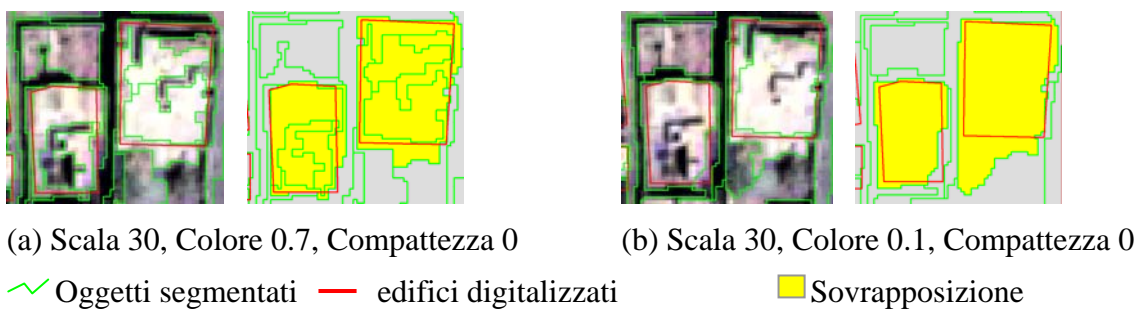 (a) Scala 30, Colore 0.7, Compattezza 0
(b) Scala 30, Colore 0.1, Compattezza 0
Oggetti segmentati edifici digitalizzati Sovrapposizione